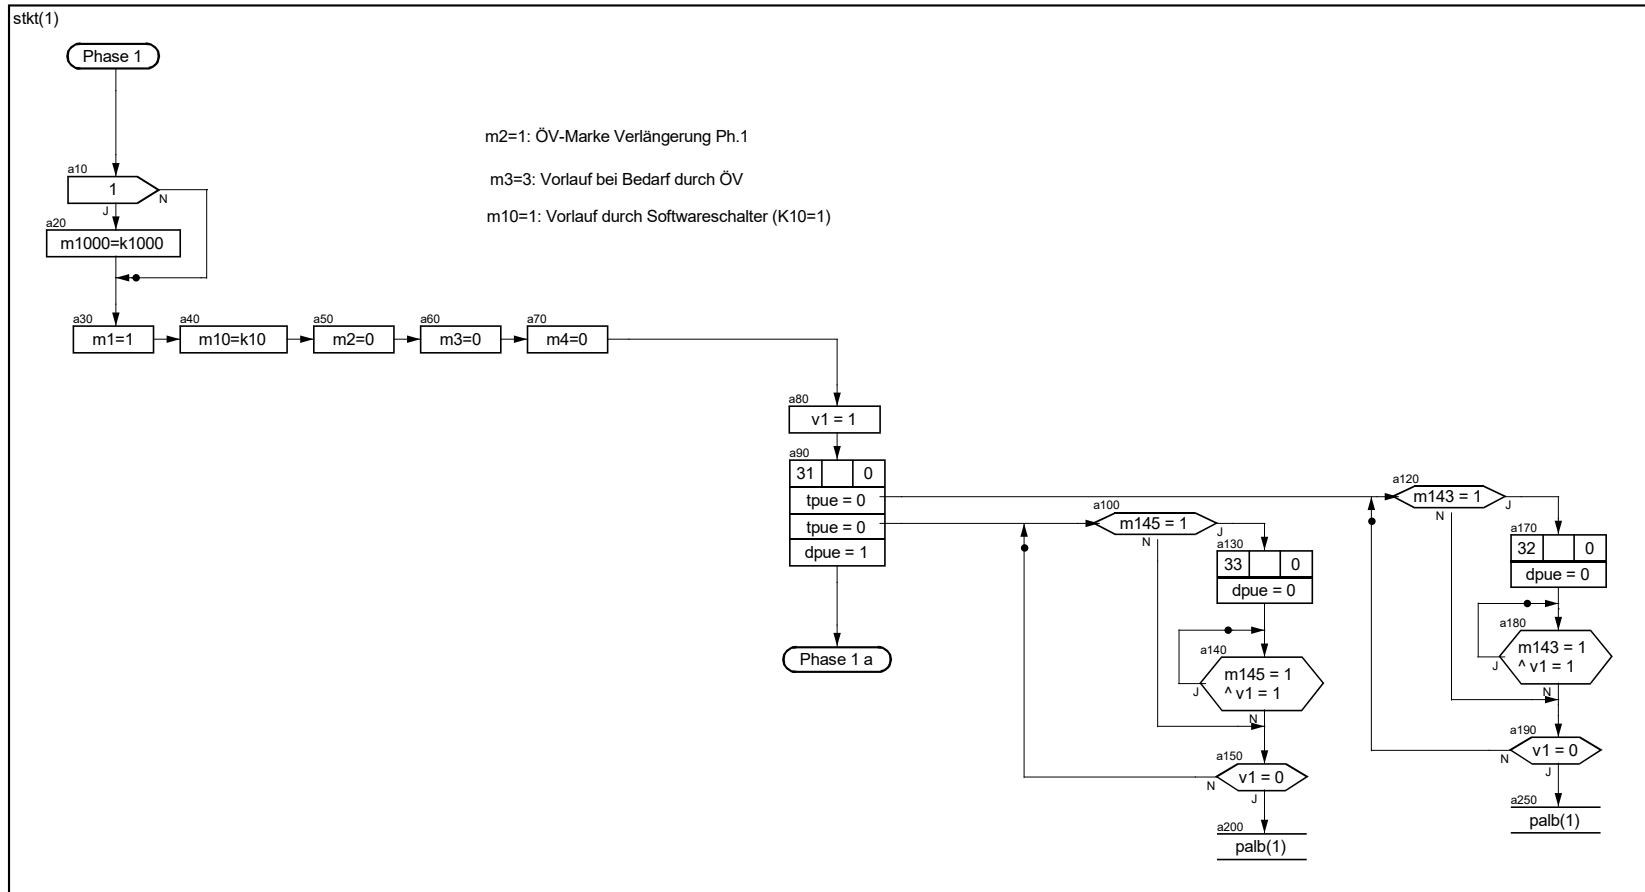 stkt(1)
Phase 1
m2=1: ÖV-Marke Verlängerung Ph.1
m3=3: Vorlauf bei Bedarf durch ÖV
m10=1: Vorlauf durch Softwareschalter (K10=1)
a10
1
N
J
a20
m1000=k1000
a30
m1=1
a40
m10=k10
a50
m2=0
a60
m3=0
a70
m4=0
a80
v1 = 1
a90
31 0
tpue = 0
tpue = 0
dpue = 1
Phase 1 a
a100
m145 = 1
J
N
a130
33 0
dpue = 0
a140
m145 = 1
^ v1 = 1
J
N
a150
v1 = 0
N
J
a200
palb(1)
a120
m143 = 1
J
N
a170
32 0
dpue = 0
a180
m143 = 1
^ v1 = 1
J
N
a190
v1 = 0
N
J
a250
palb(1)